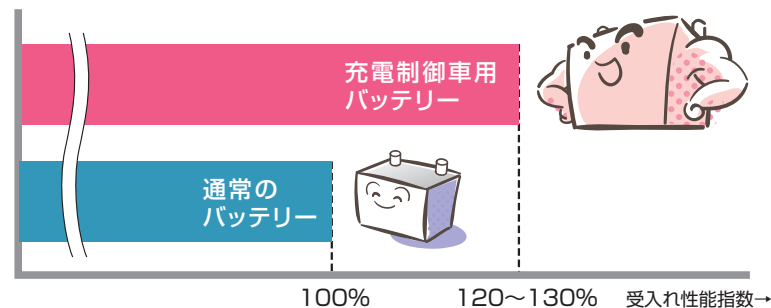 充電制御車用
バッテリー
通常の
バッテリー
100%
120〜130%
受入れ性能指数→